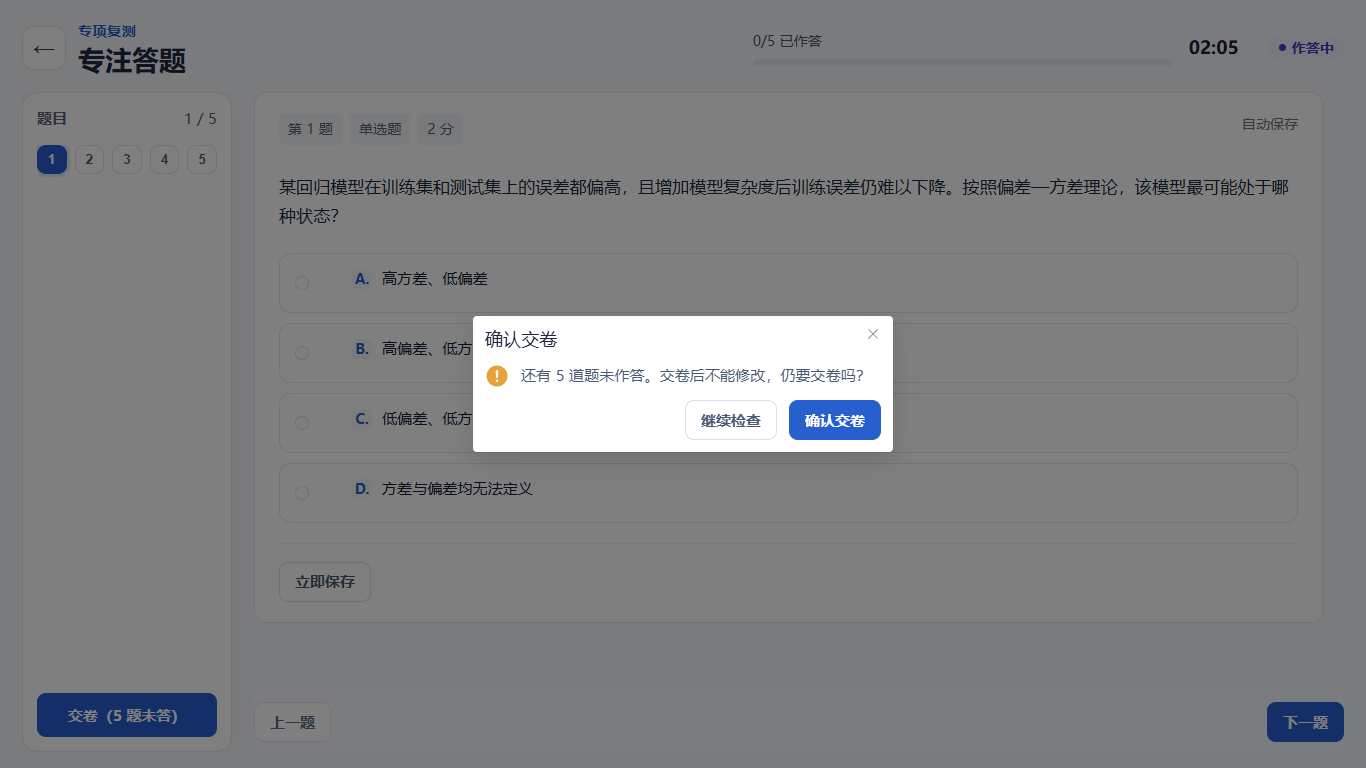 ←
专项复测
专注答题
0/5 已作答
02:05
作答中
题目
1 / 5
1 2 3 4 5
第 1 题 单选题 2 分
自动保存
某回归模型在训练集和测试集上的误差都偏高，且增加模型复杂度后训练误差仍难以下降。按照偏差—方差理论，该模型最可能处于哪
种状态？
A. 高方差、低偏差
B. 高偏差、低方
C. 低偏差、低方
D. 方差与偏差均无法定义
确认交卷
还有 5 道题未作答。交卷后不能修改，仍要交卷吗？
继续检查 确认交卷
立即保存
交卷（5 题未答）
上一题
下一题